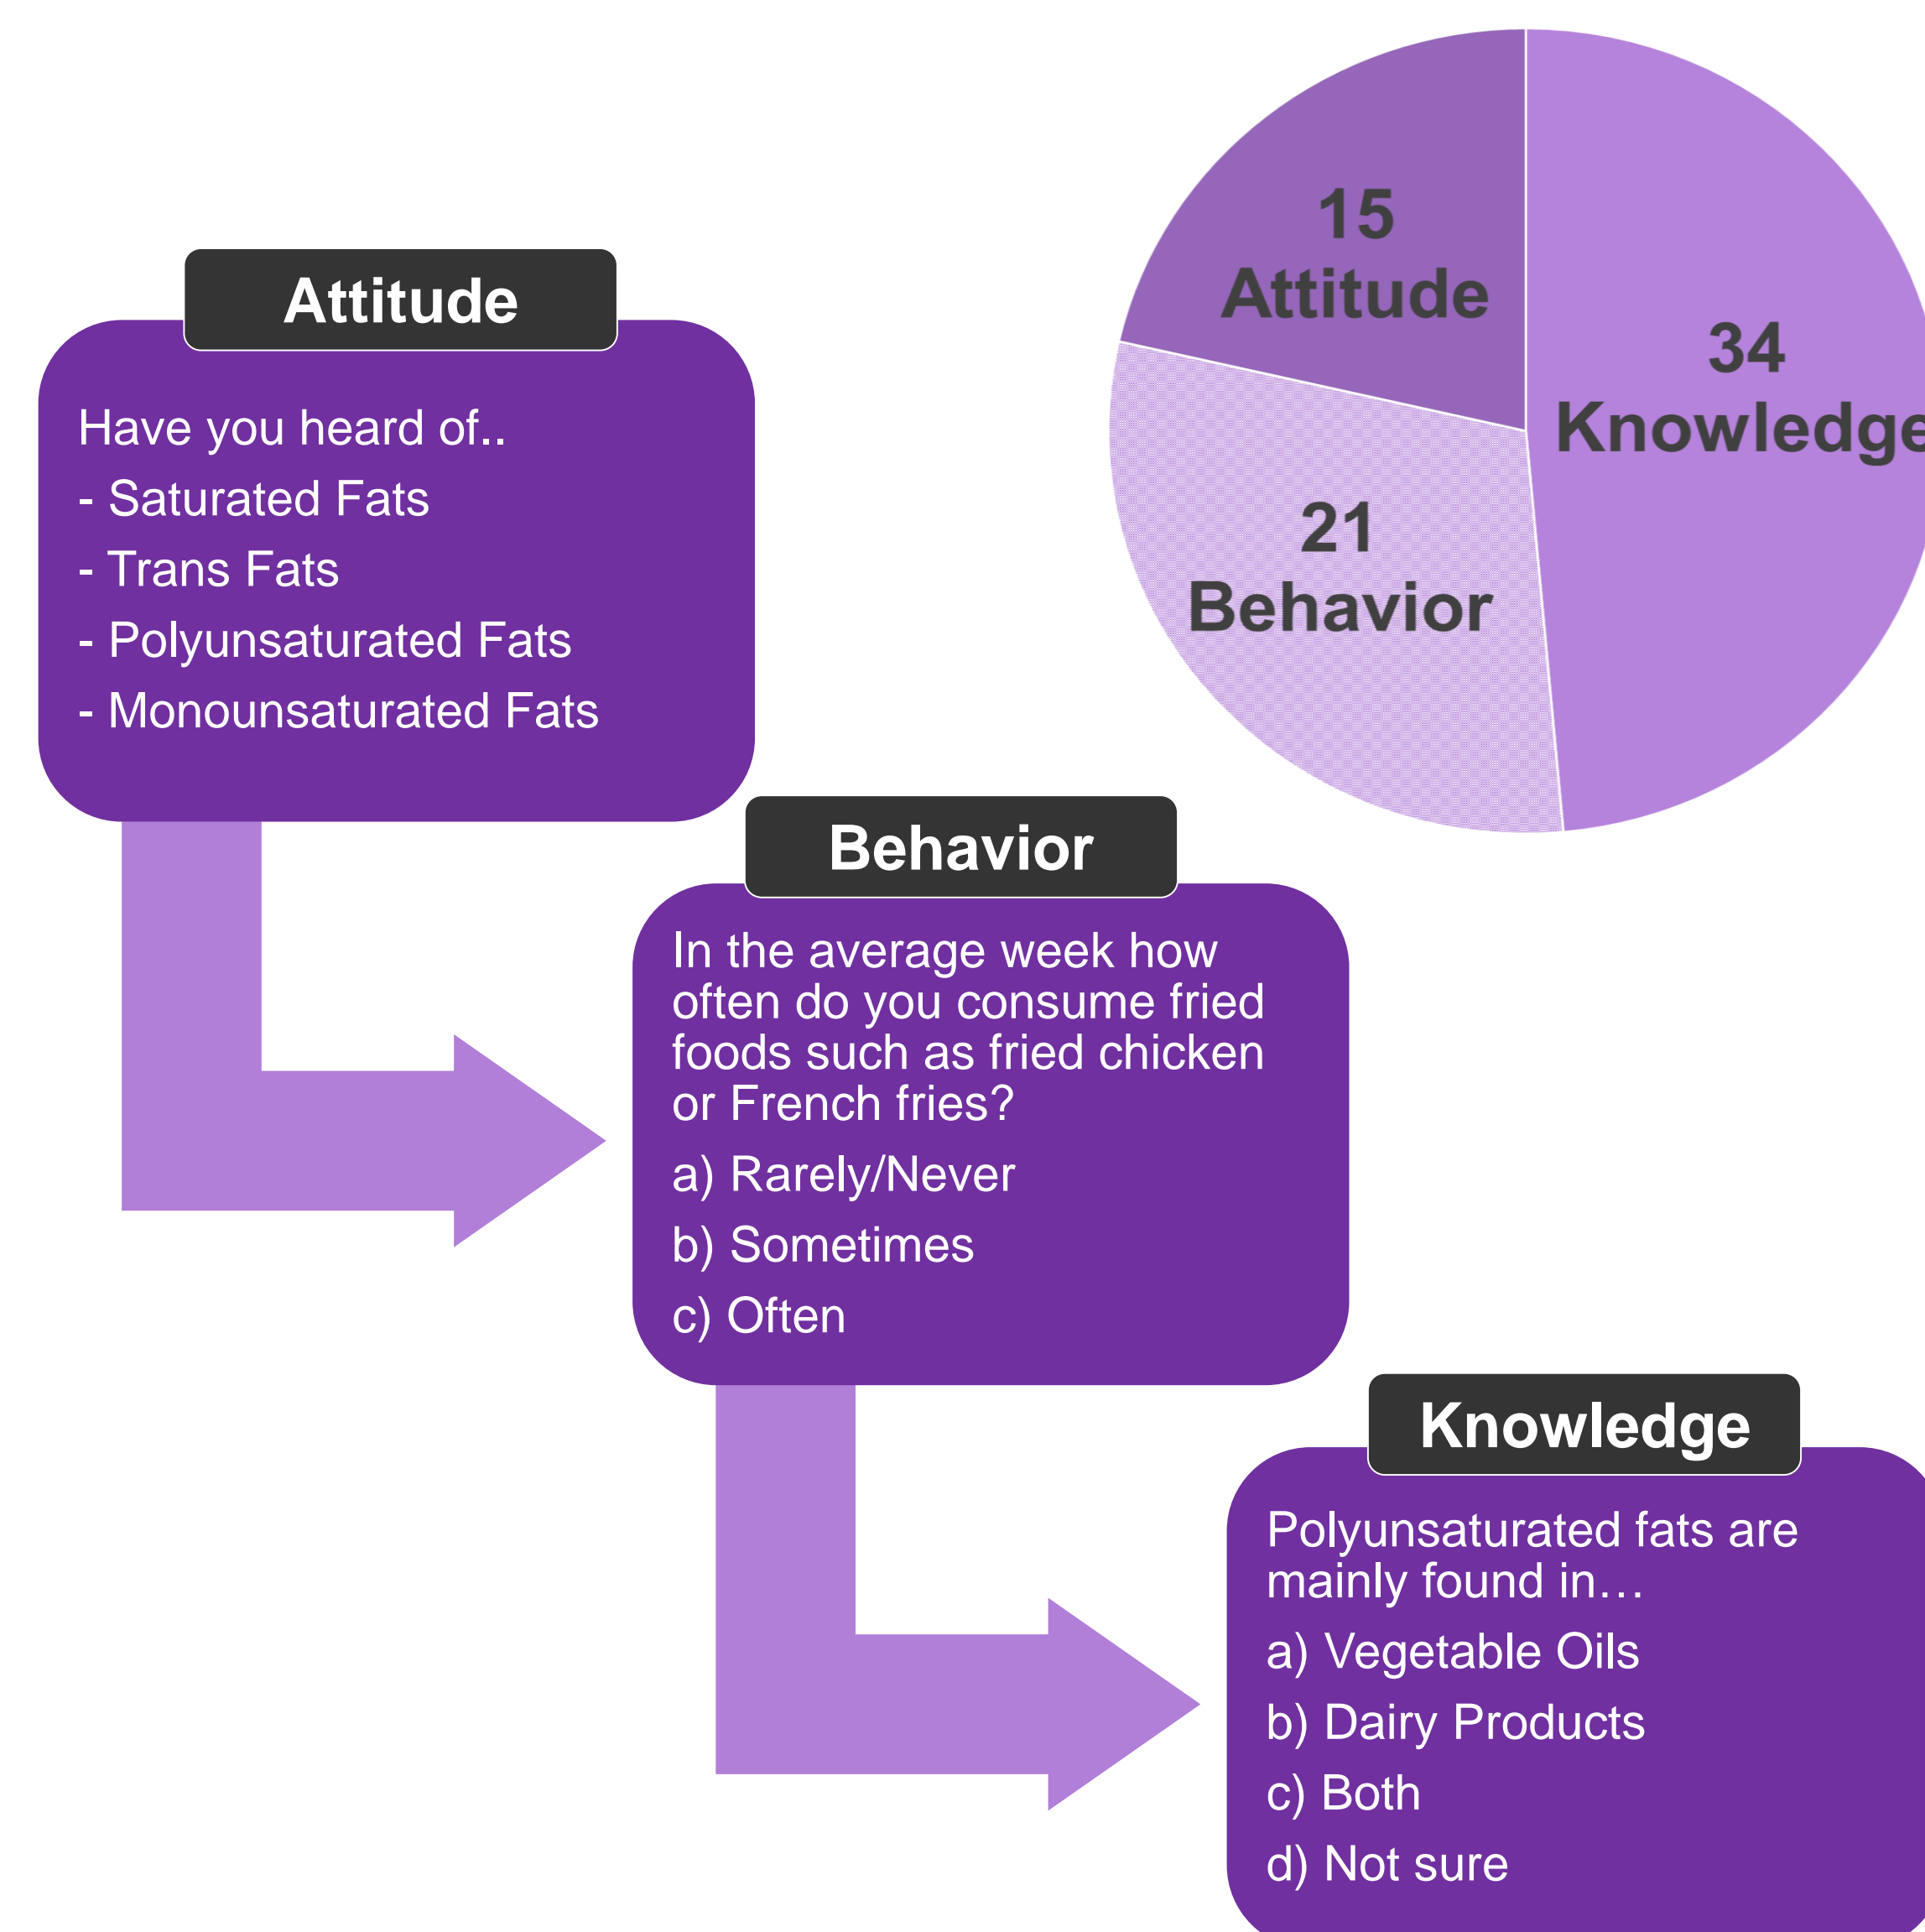 15
Attitude
34
Knowledge
21
Behavior
Attitude
Have you heard of..
- Saturated Fats
- Trans Fats
- Polyunsaturated Fats
- Monounsaturated Fats
Behavior
In the average week how
often do you consume fried
foods such as fried chicken
or French fries?
a) Rarely/Never
b) Sometimes
c) Often
Knowledge
Polyunsaturated fats are
mainly found in…
a) Vegetable Oils
b) Dairy Products
c) Both
d) Not sure